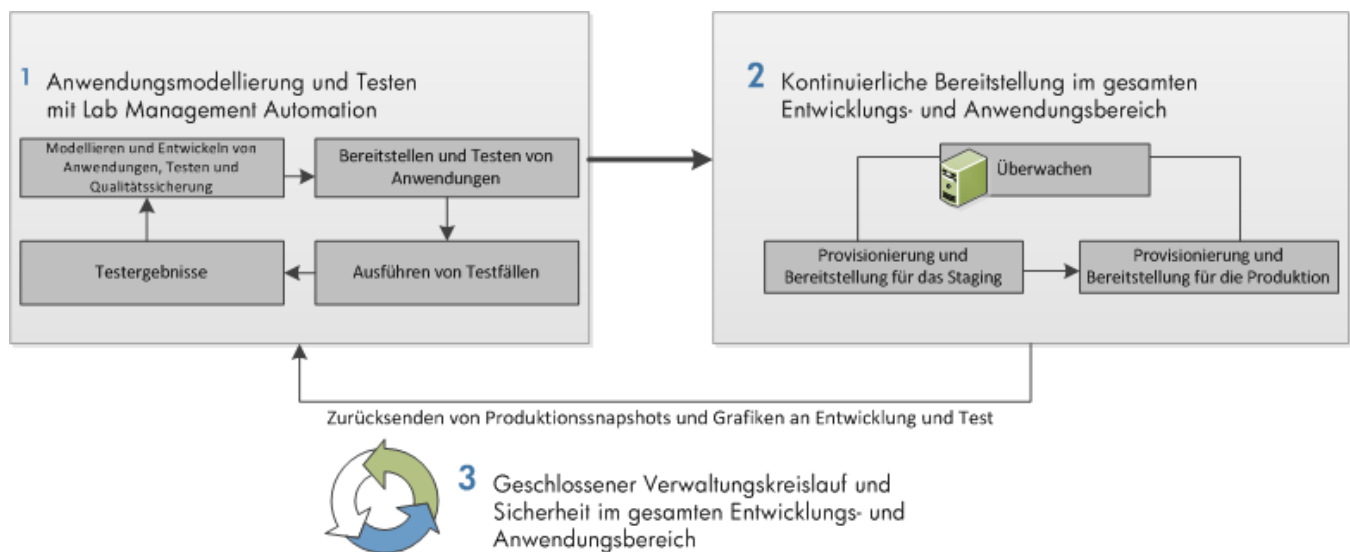 1 Anwendungsmodellierung und Testen
mit Lab Management Automation
Modellieren und Entwickeln von
Anwendungen, Testen und
Qualitätssicherung
Bereitstellen und Testen von
Anwendungen
Testergebnisse
Ausführen von Testfällen
2 Kontinuierliche Bereitstellung im gesamten
Entwicklungs- und Anwendungsbereich
Überwachen
Provisionierung und
Bereitstellung für das Staging
Provisionierung und
Bereitstellung für die Produktion
Zurücksenden von Produktionssnapshots und Grafiken an Entwicklung und Test
3 Geschlossener Verwaltungskreislauf und
Sicherheit im gesamten Entwicklungs- und
Anwendungsbereich